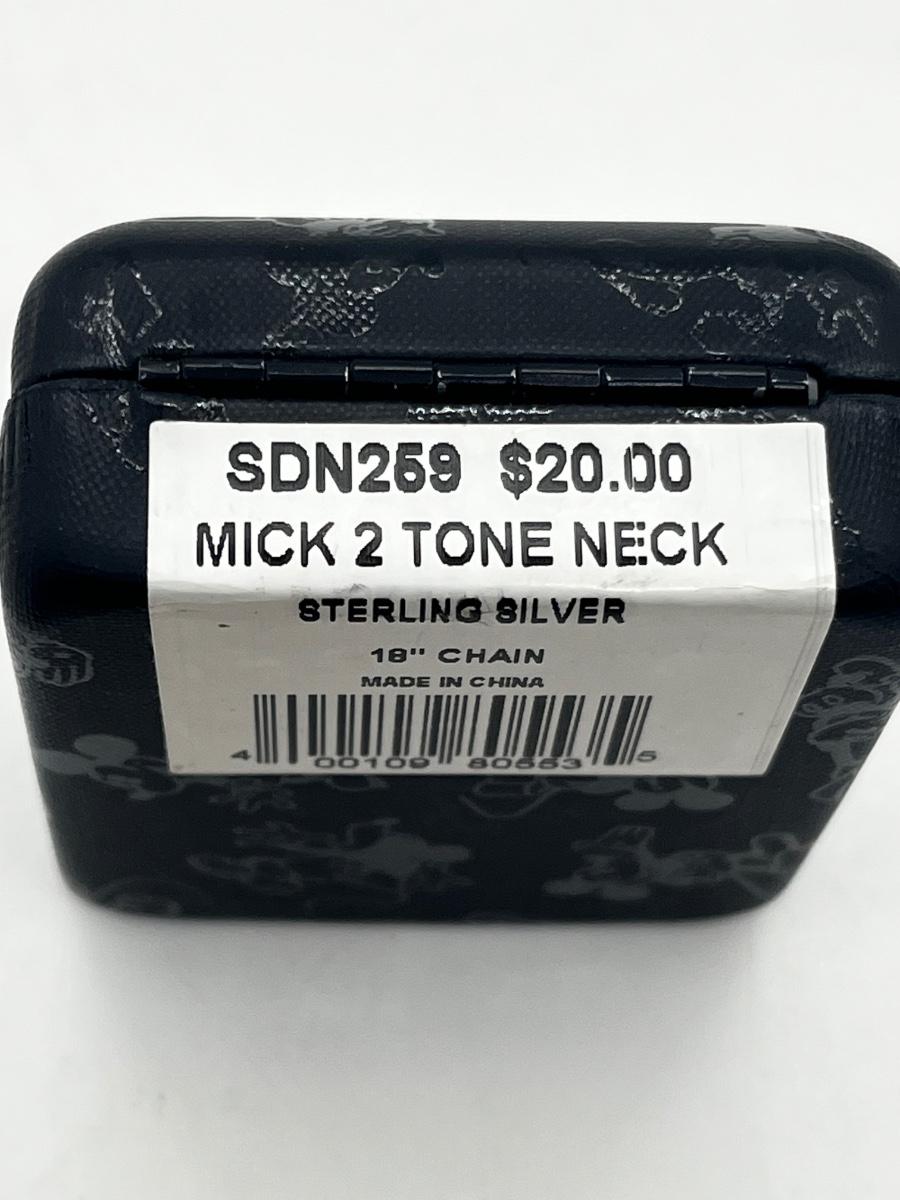 SDN259 $20.00
MICK 2 TONE NECK
STERLING SILVER
18" CHAIN
MADE IN CHINA
4 00109 80553 5